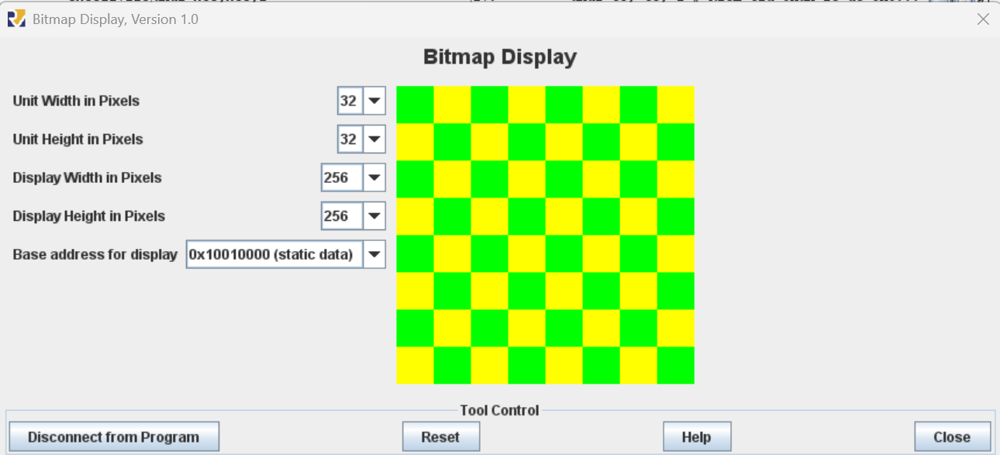 Bitmap Display, Version 1.0
Bitmap Display
Unit Width in Pixels 32
Unit Height in Pixels 32
Display Width in Pixels 256
Display Height in Pixels 256
Base address for display 0x10010000 (static data)
Tool Control
Disconnect from Program Reset Help Close